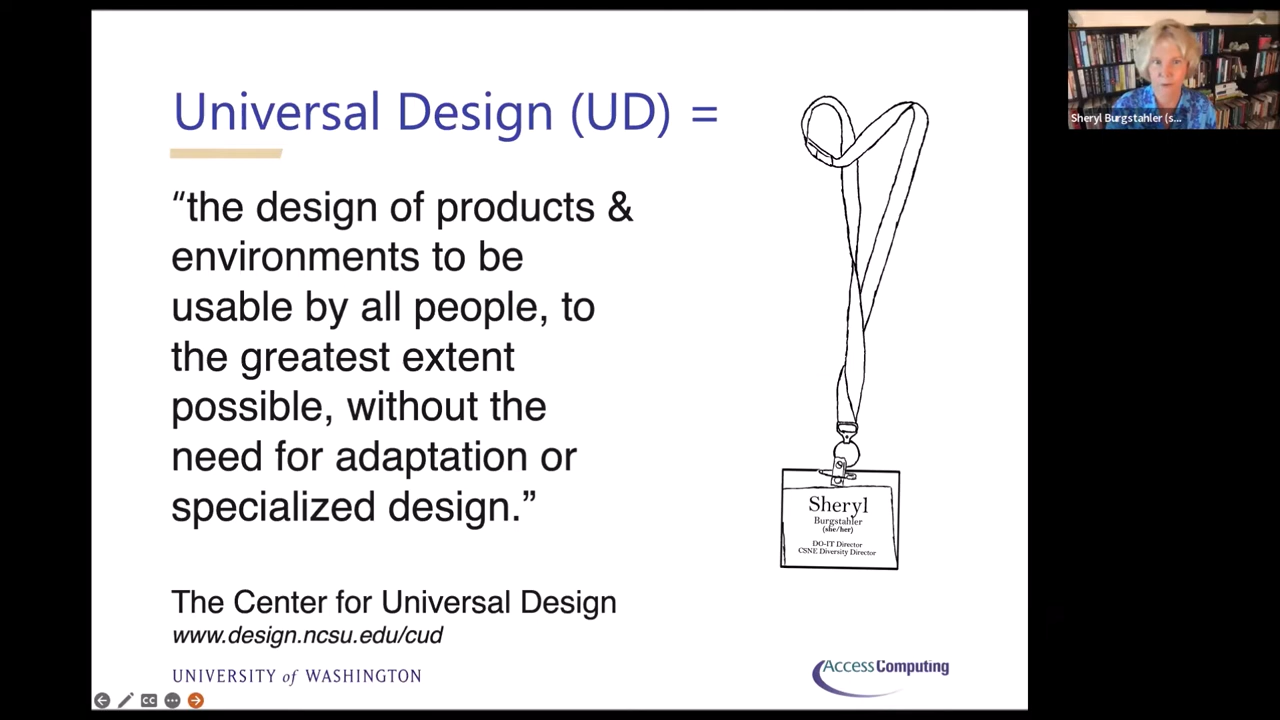 Universal Design (UD) =
“the design of products &
environments to be
usable by all people, to
the greatest extent
possible, without the
need for adaptation or
specialized design.”
The Center for Universal Design
www.design.ncsu.edu/cud
UNIVERSITY of WASHINGTON
Sheryl
Burgstahler
(she/her)
DO-IT Director
CSNE Diversity Director
AccessComputing
CC
Sheryl Burgstahler (s...